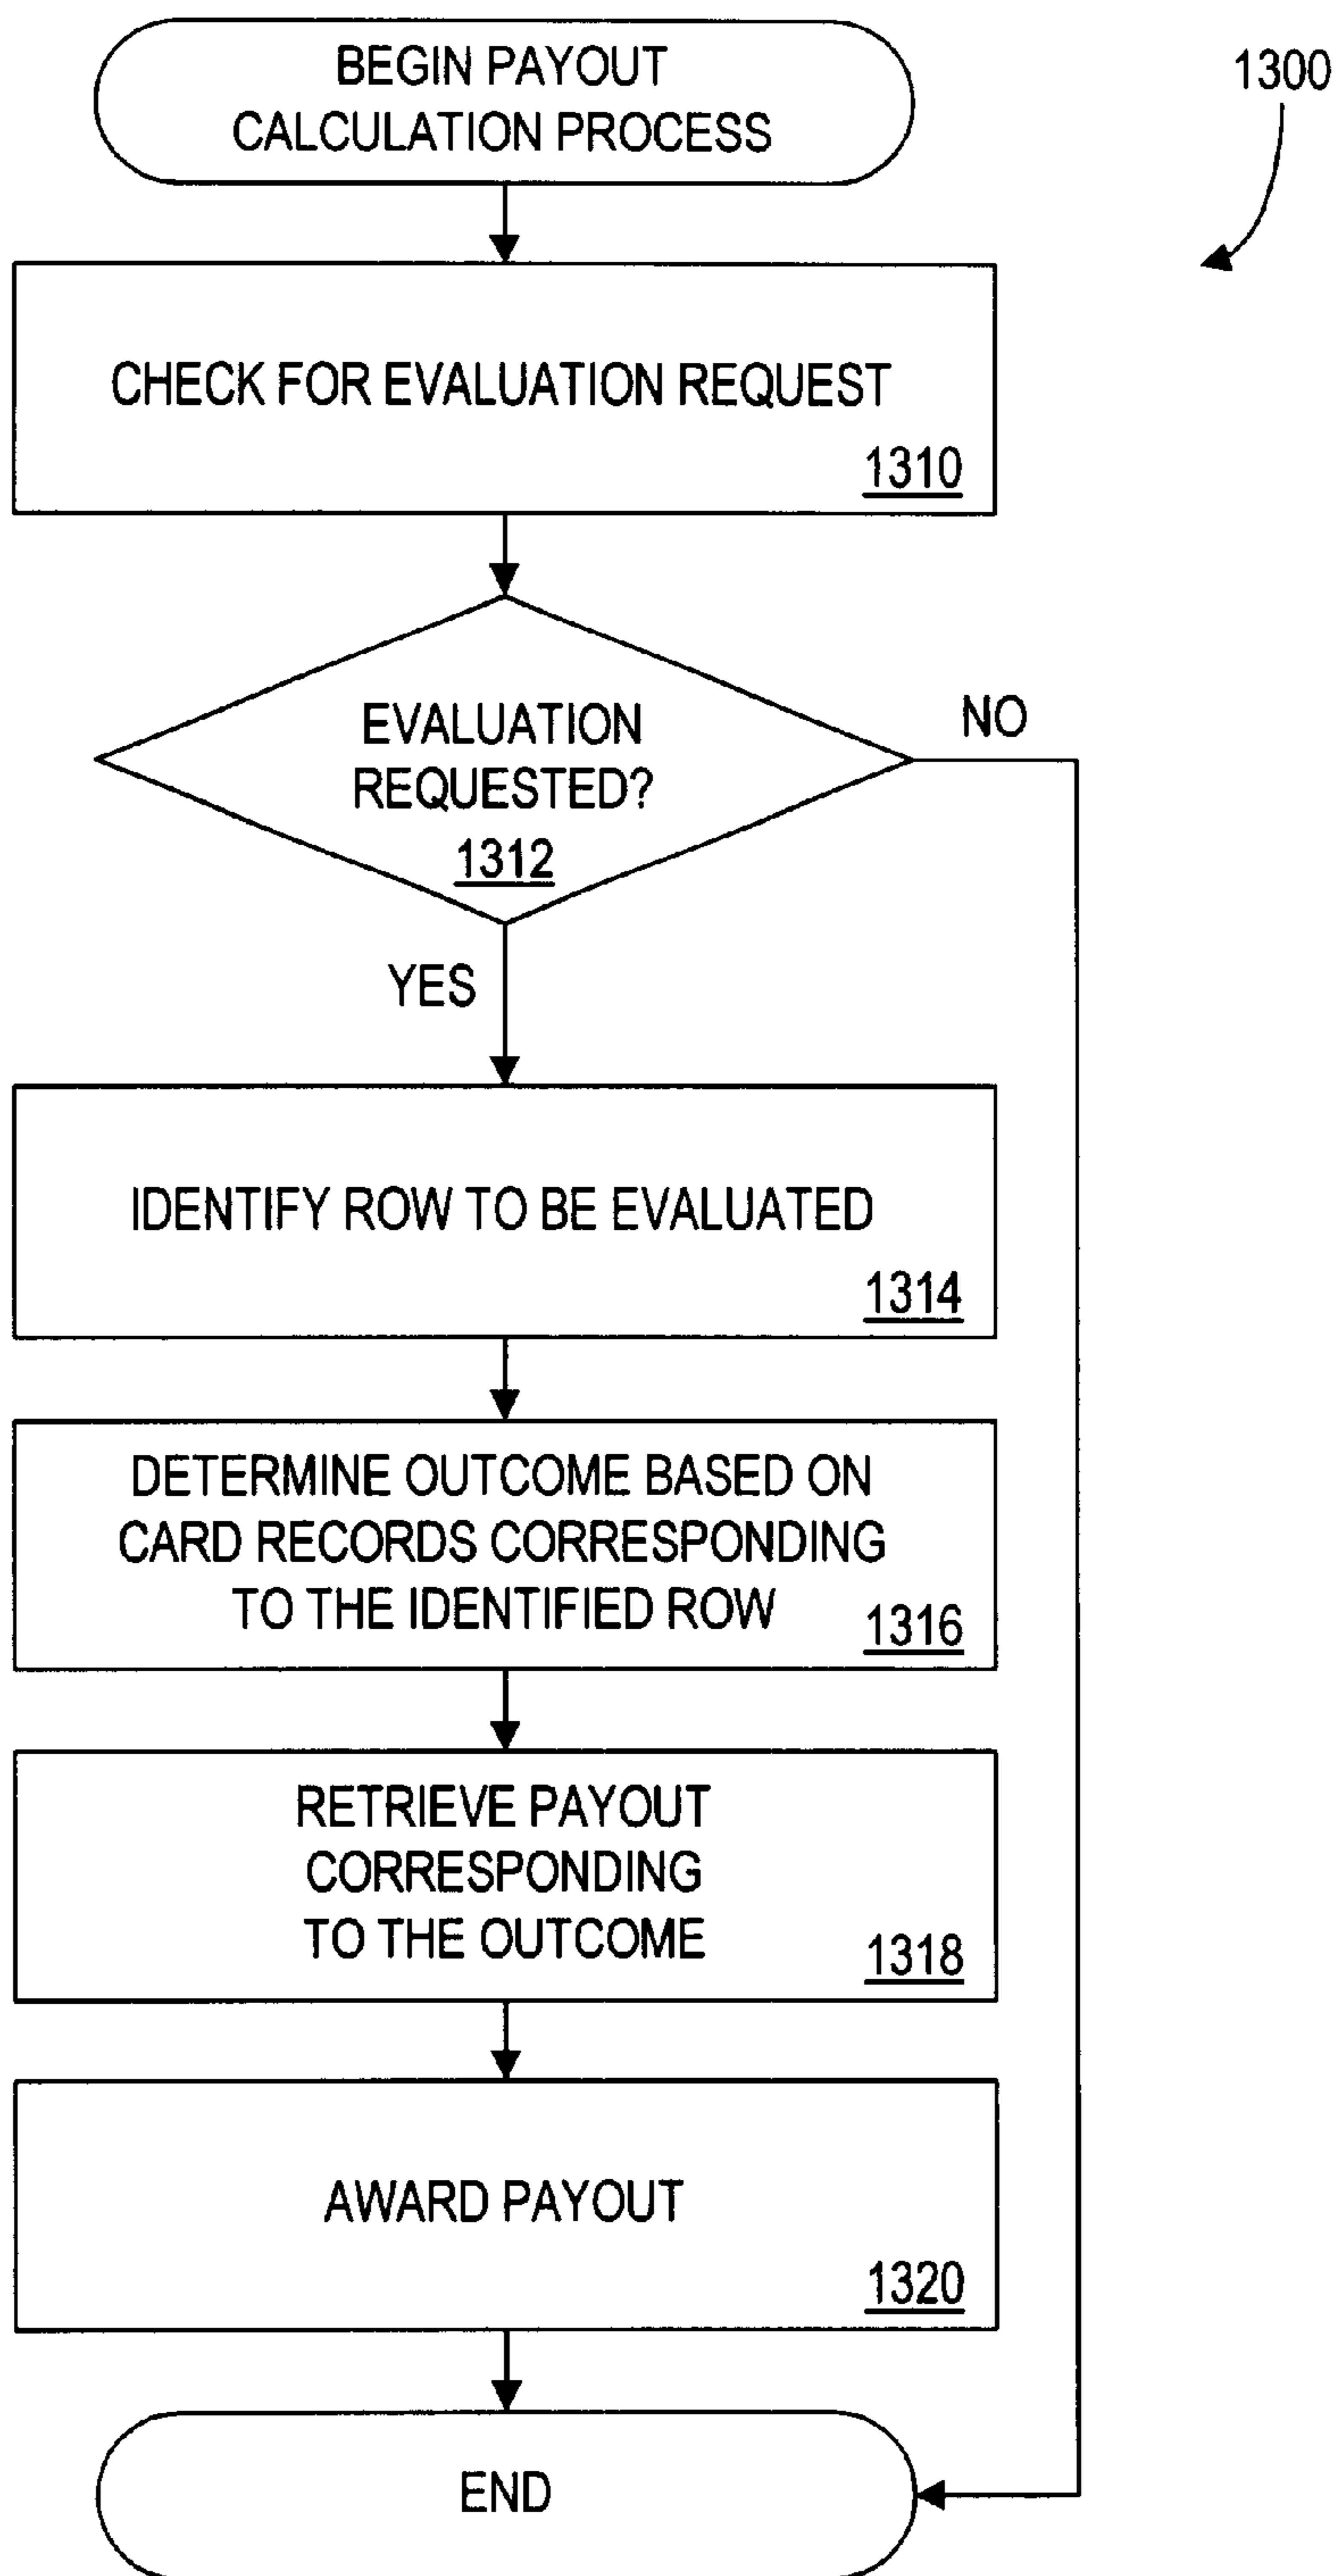 BEGIN PAYOUT
CALCULATION PROCESS
1300
CHECK FOR EVALUATION REQUEST
1310
EVALUATION
REQUESTED?
1312
NO
YES
IDENTIFY ROW TO BE EVALUATED
1314
DETERMINE OUTCOME BASED ON
CARD RECORDS CORRESPONDING
TO THE IDENTIFIED ROW
1316
RETRIEVE PAYOUT
CORRESPONDING
TO THE OUTCOME
1318
AWARD PAYOUT
1320
END